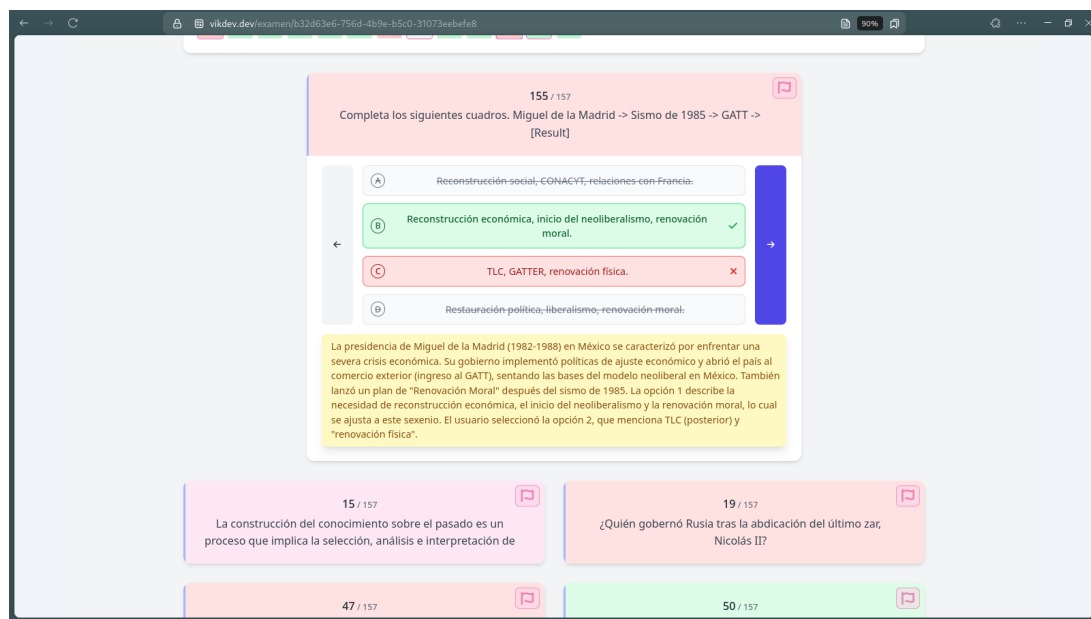 vikdev.dev/examen/b32d63e6-756d-4b9e-b5c0-31073eebefe8
90%
155 / 157
Completa los siguientes cuadros. Miguel de la Madrid -> Sismo de 1985 -> GATT ->
[Result]
A
Reconstrucción social, CONACYT, relaciones con Francia.
B
Reconstrucción económica, inicio del neoliberalismo, renovación
moral.
C
TLC, GATTER, renovación física.
D
Restauración política, liberalismo, renovación moral.
La presidencia de Miguel de la Madrid (1982-1988) en México se caracterizó por enfrentar una
severa crisis económica. Su gobierno implementó políticas de ajuste económico y abrió el país al
comercio exterior (ingreso al GATT), sentando las bases del modelo neoliberal en México. También
lanzó un plan de "Renovación Moral" después del sismo de 1985. La opción 1 describe la
necesidad de reconstrucción económica, el inicio del neoliberalismo y la renovación moral, lo cual
se ajusta a este sexenio. El usuario seleccionó la opción 2, que menciona TLC (posterior) y
"renovación física".
15 / 157
La construcción del conocimiento sobre el pasado es un
proceso que implica la selección, análisis e interpretación de
19 / 157
¿Quién gobernó Rusia tras la abdicación del último zar,
Nicolás II?
47 / 157
50 / 157